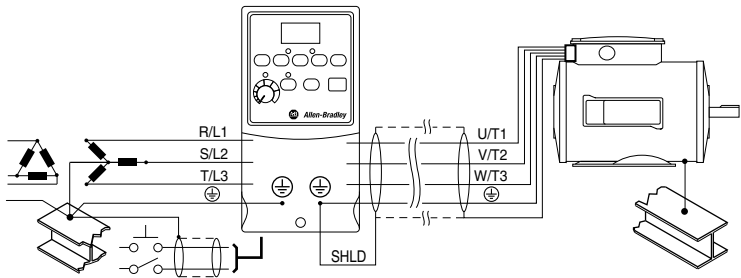 Allen-Bradley
R/L1
S/L2
T/L3
U/T1
V/T2
W/T3
SHLD